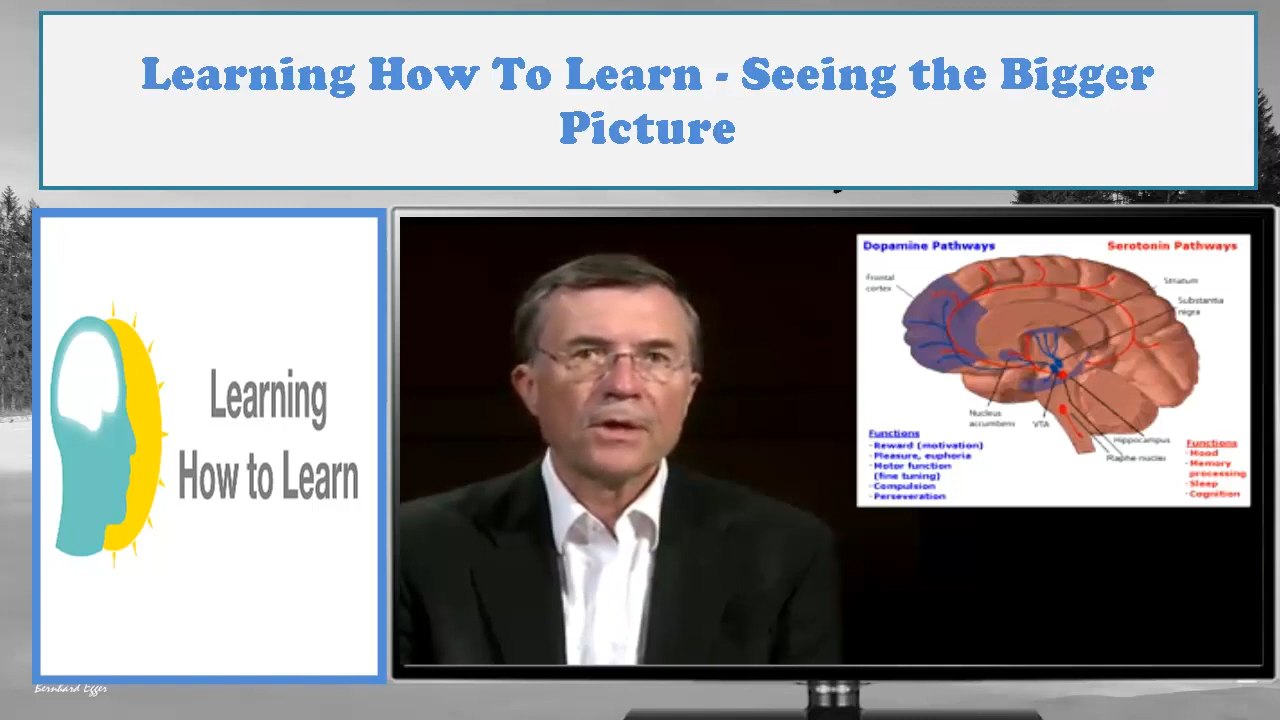 Learning How To Learn - Seeing the Bigger
Picture
Learning
How to Learn
Dopamine Pathways
Serotonin Pathways
Frontal
cortex
Striatum
Substantia
nigra
Nucleus
accumbens
VTA
Hippocampus
Raphe nucleii
Functions
-Reward (motivation)
-Pleasure, euphoria
-Motor function
(fine tuning)
-Compulsion
-Perseveration
Functions
-Mood
-Memory
processing
-Sleep
-Cognition
Bernhard Egger